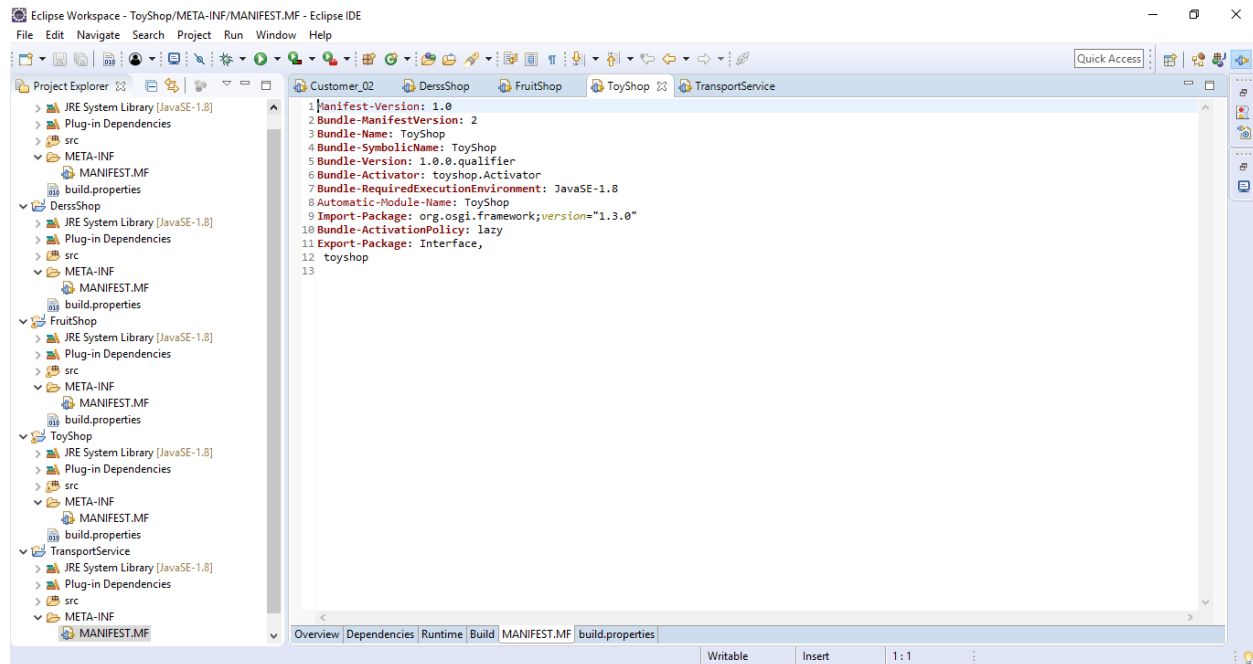 Eclipse Workspace - ToyShop/META-INF/MANIFEST.MF - Eclipse IDE
File Edit Navigate Search Project Run Window Help
Quick Access
Project Explorer
JRE System Library [JavaSE-1.8]
Plug-in Dependencies
src
META-INF
MANIFEST.MF
build.properties
DerssShop
JRE System Library [JavaSE-1.8]
Plug-in Dependencies
src
META-INF
MANIFEST.MF
build.properties
FruitShop
JRE System Library [JavaSE-1.8]
Plug-in Dependencies
src
META-INF
MANIFEST.MF
build.properties
ToyShop
JRE System Library [JavaSE-1.8]
Plug-in Dependencies
src
META-INF
MANIFEST.MF
build.properties
TransportService
JRE System Library [JavaSE-1.8]
Plug-in Dependencies
src
META-INF
MANIFEST.MF
Customer_02 DerssShop FruitShop ToyShop TransportService
1 Manifest-Version: 1.0
2 Bundle-ManifestVersion: 2
3 Bundle-Name: ToyShop
4 Bundle-SymbolicName: ToyShop
5 Bundle-Version: 1.0.0.qualifier
6 Bundle-Activator: toyshop.Activator
7 Bundle-RequiredExecutionEnvironment: JavaSE-1.8
8 Automatic-Module-Name: ToyShop
9 Import-Package: org.osgi.framework;version="1.3.0"
10 Bundle-ActivationPolicy: lazy
11 Export-Package: Interface,
12 toyshop
13
Overview Dependencies Runtime Build MANIFEST.MF build.properties
Writable Insert 1 : 1